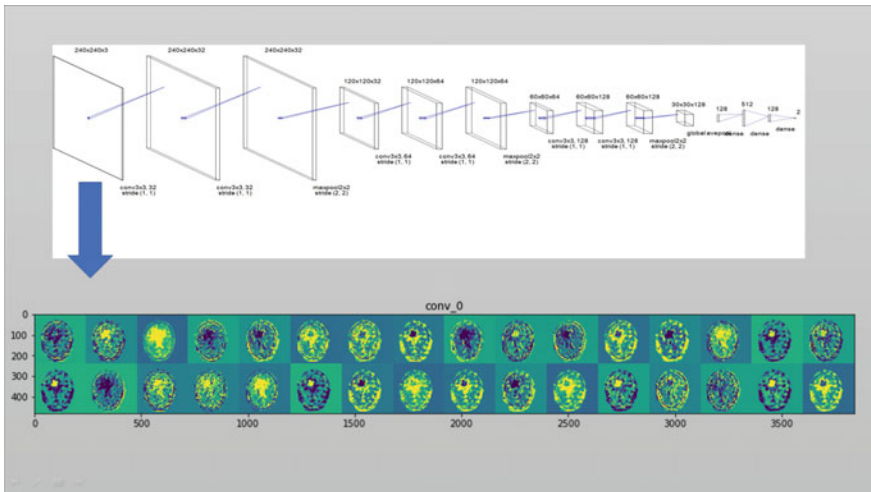 240x240x3 240x240x32 240x240x32
120x120x32 120x120x64 120x120x64
60x60x64 60x60x128 60x60x128
30x30x128 128 512 128 2
global avepool dense dense dense
conv3x3, 32 stride (1, 1)
conv3x3, 32 stride (1, 1)
maxpool2x2 stride (2, 2)
conv3x3, 64 stride (1, 1)
conv3x3, 64 stride (1, 1)
maxpool2x2 stride (2, 2)
conv3x3, 128 stride (1, 1)
conv3x3, 128 stride (1, 1)
maxpool2x2 stride (2, 2)
conv_0
0
100
200
300
400
0 500 1000 1500 2000 2500 3000 3500